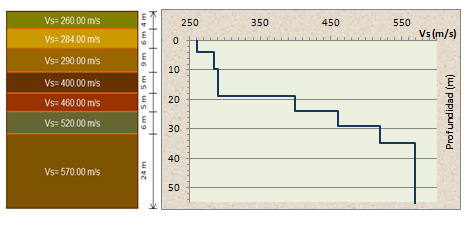 Vs= 260.00 m/s
Vs= 284.00 m/s
Vs= 290.00 m/s
Vs= 400.00 m/s
Vs= 460.00 m/s
Vs= 520.00 m/s
Vs= 570.00 m/s
4 m
6 m
9 m
5 m
5 m
6 m
24 m
250 350 450 550
Vs (m/s)
0
10
20
30
40
50
Profundidad (m)